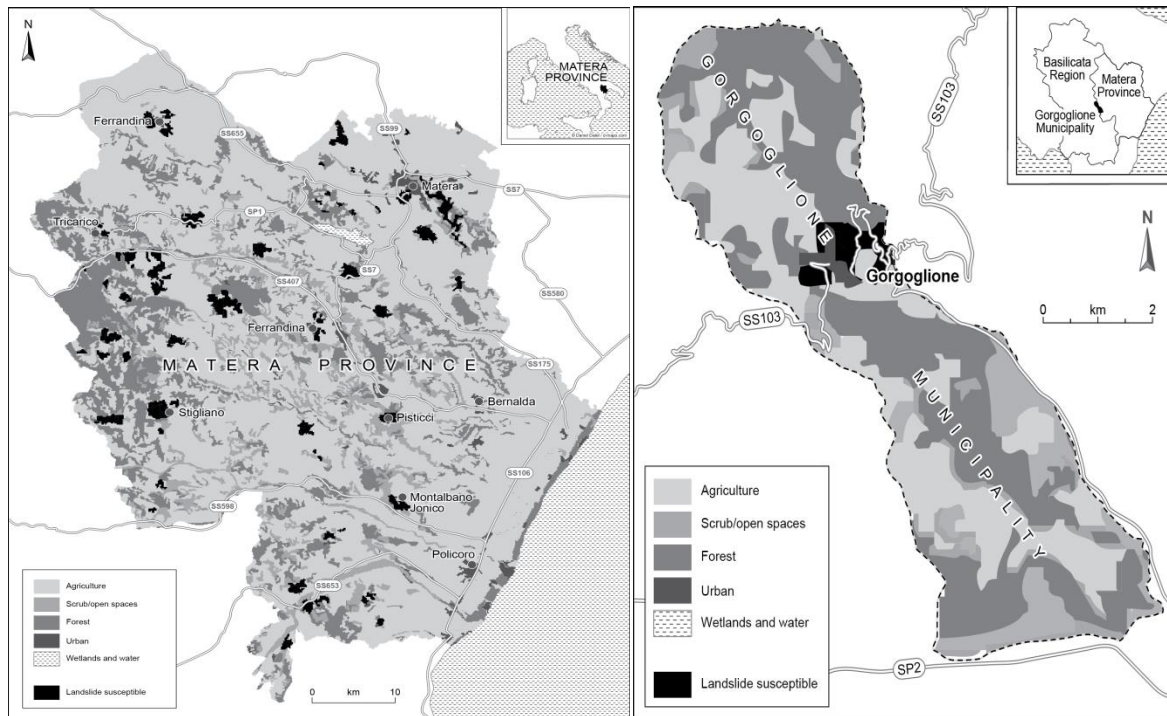 N
MATERA
PROVINCE
Ferrandina
SS655
SS99
Matera
SS7
Tricarico
SP1
SS7
SS407
SS580
Ferrandina
MATERA PROVINCE
SS175
Stigliano
Bernalda
Pisticci
SS106
Montalbano
Jonico
SS598
Policoro
SS653
Agriculture
Scrub/open spaces
Forest
Urban
Wetlands and water
Landslide susceptible
0 km 10
GORGOGLIONE
MUNICIPALITY
SS103
Basilicata
Region
Matera
Province
Gorgoglione
Municipality
N
Gorgoglione
0 km 2
SS103
SP2
Agriculture
Scrub/open spaces
Forest
Urban
Wetlands and water
Landslide susceptible